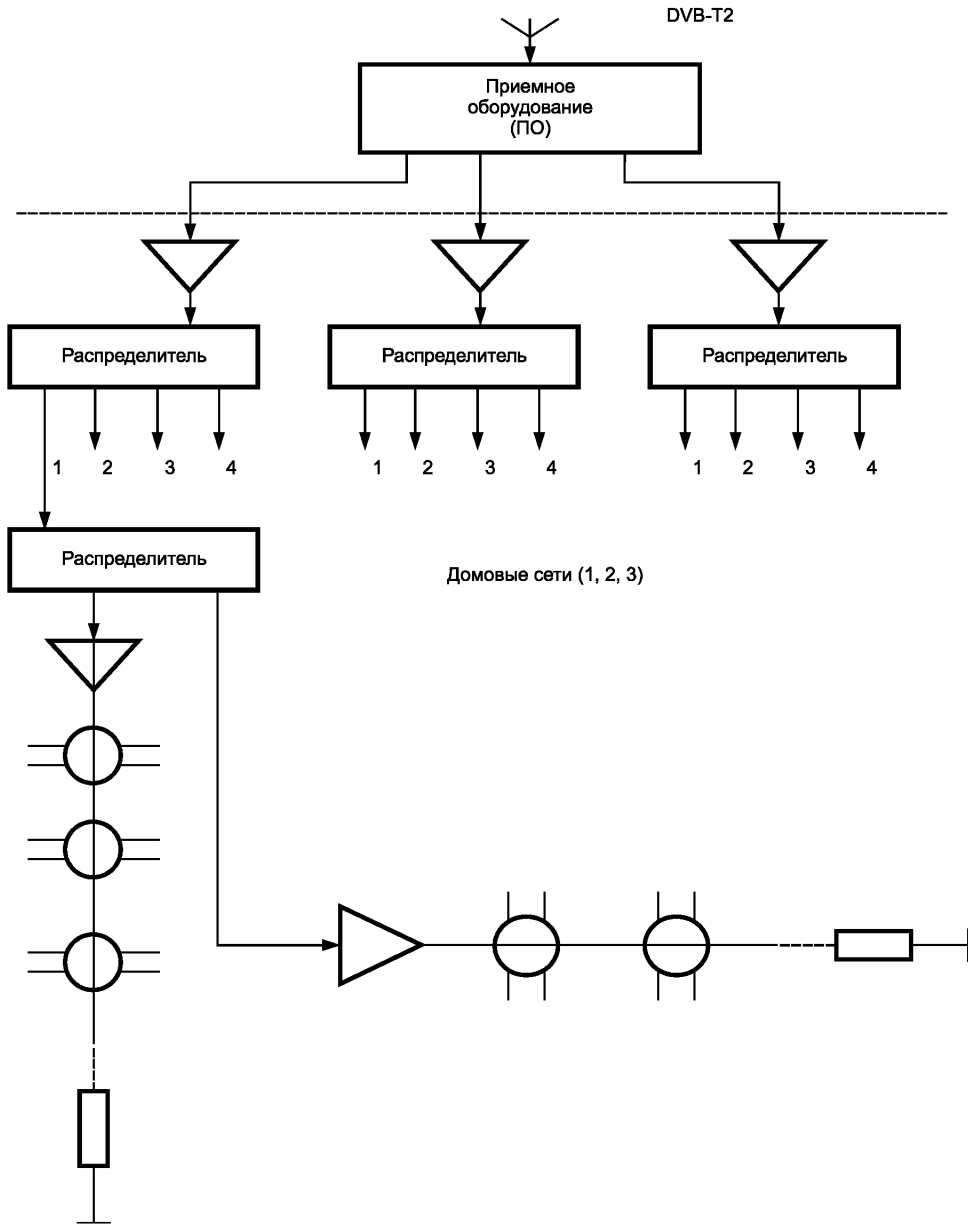 DVB-T2
Приемное
оборудование
(ПО)
Распределитель
Распределитель
Распределитель
1 2 3 4
1 2 3 4
1 2 3 4
Распределитель
Домовые сети (1, 2, 3)